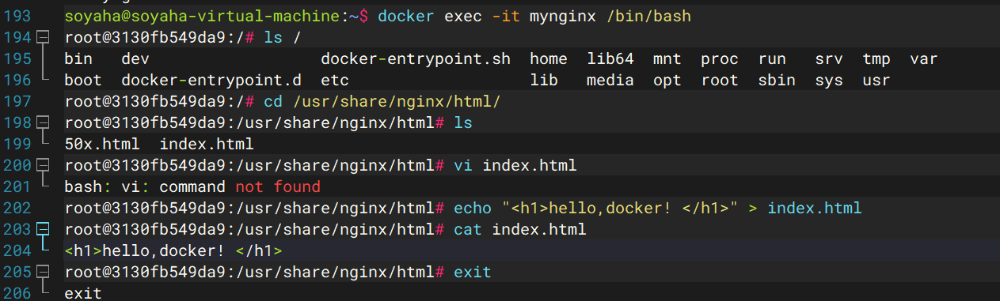 193 soyaha@soyaha-virtual-machine:~$ docker exec -it mynginx /bin/bash
194 root@3130fb549da9:/# ls /
195 bin   dev                  docker-entrypoint.sh  home  lib64  mnt  proc  run   srv  tmp  var
196 boot  docker-entrypoint.d  etc                   lib   media  opt  root  sbin  sys  usr
197 root@3130fb549da9:/# cd /usr/share/nginx/html/
198 root@3130fb549da9:/usr/share/nginx/html# ls
199 50x.html  index.html
200 root@3130fb549da9:/usr/share/nginx/html# vi index.html
201 bash: vi: command not found
202 root@3130fb549da9:/usr/share/nginx/html# echo "<h1>hello,docker! </h1>" > index.html
203 root@3130fb549da9:/usr/share/nginx/html# cat index.html
204 <h1>hello,docker! </h1>
205 root@3130fb549da9:/usr/share/nginx/html# exit
206 exit